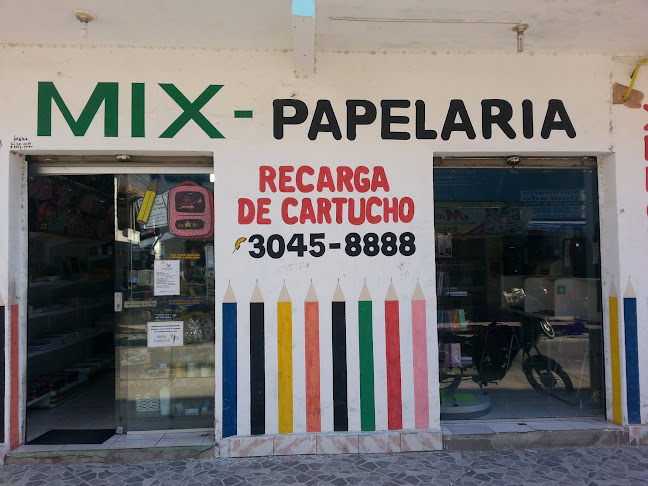 MIX - PAPELARIA
RECARGA
DE CARTUCHO
3045-8888